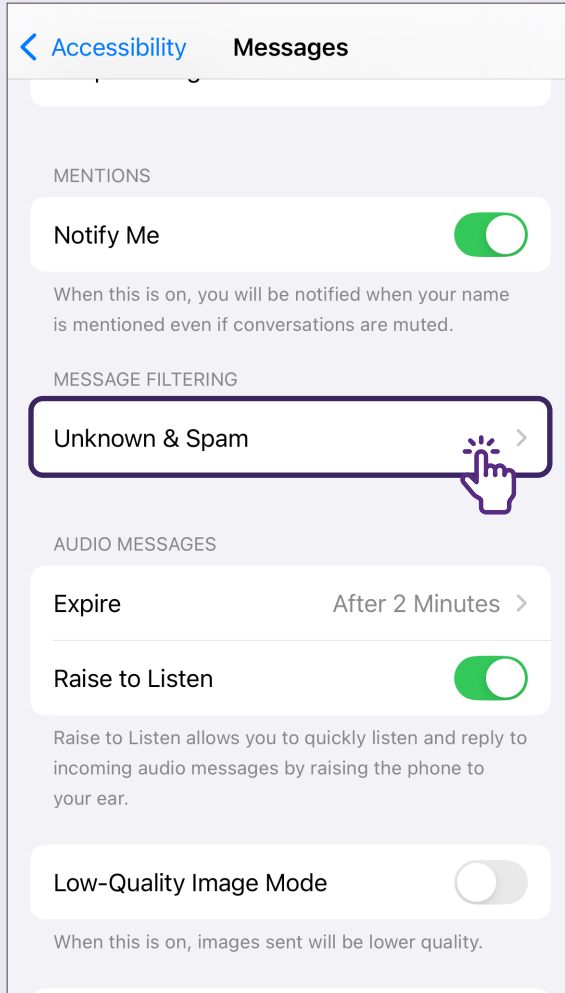 Accessibility
Messages
MENTIONS
Notify Me
When this is on, you will be notified when your name
is mentioned even if conversations are muted.
MESSAGE FILTERING
Unknown & Spam
AUDIO MESSAGES
Expire
After 2 Minutes
Raise to Listen
Raise to Listen allows you to quickly listen and reply to
incoming audio messages by raising the phone to
your ear.
Low-Quality Image Mode
When this is on, images sent will be lower quality.